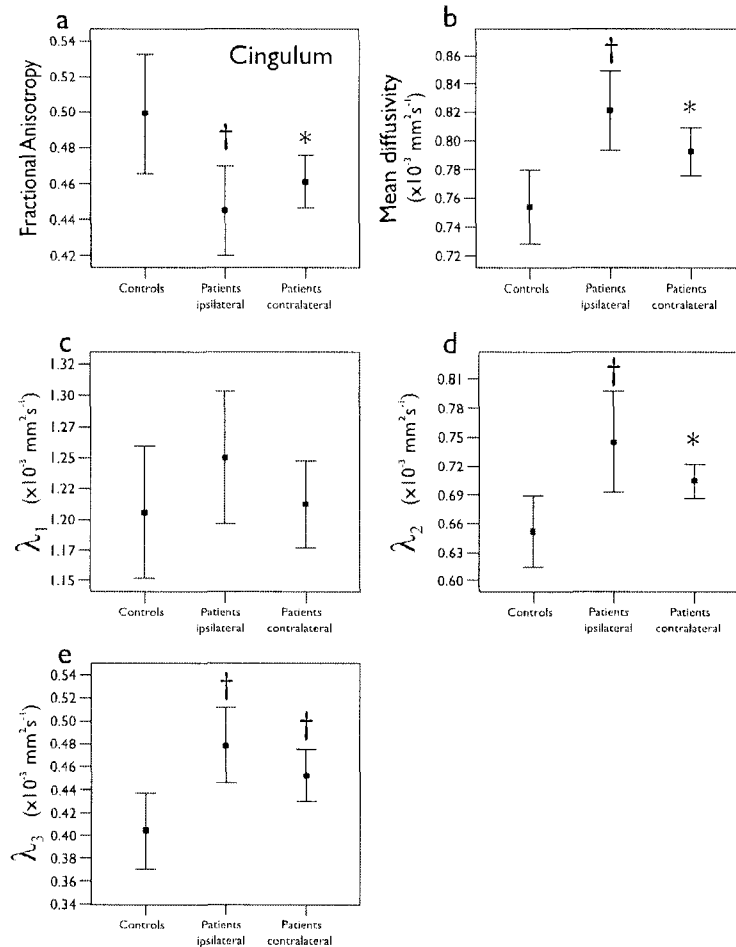 a
Fractional Anisotropy
0.54
0.52
0.50
0.48
0.46
0.44
0.42
Cingulum
†
*
Controls
Patients ipsilateral
Patients contralateral
b
Mean diffusivity
(x10⁻³ mm²s⁻¹)
0.86
0.84
0.82
0.80
0.78
0.76
0.74
0.72
†
*
Controls
Patients ipsilateral
Patients contralateral
c
λ₁ (x10⁻³ mm²s⁻¹)
1.32
1.30
1.27
1.25
1.22
1.20
1.17
1.15
Controls
Patients ipsilateral
Patients contralateral
d
λ₂ (x10⁻³ mm²s⁻¹)
0.81
0.78
0.75
0.72
0.69
0.66
0.63
0.60
†
*
Controls
Patients ipsilateral
Patients contralateral
e
λ₃ (x10⁻³ mm²s⁻¹)
0.54
0.52
0.50
0.48
0.46
0.44
0.42
0.40
0.38
0.36
0.34
†
†
Controls
Patients ipsilateral
Patients contralateral